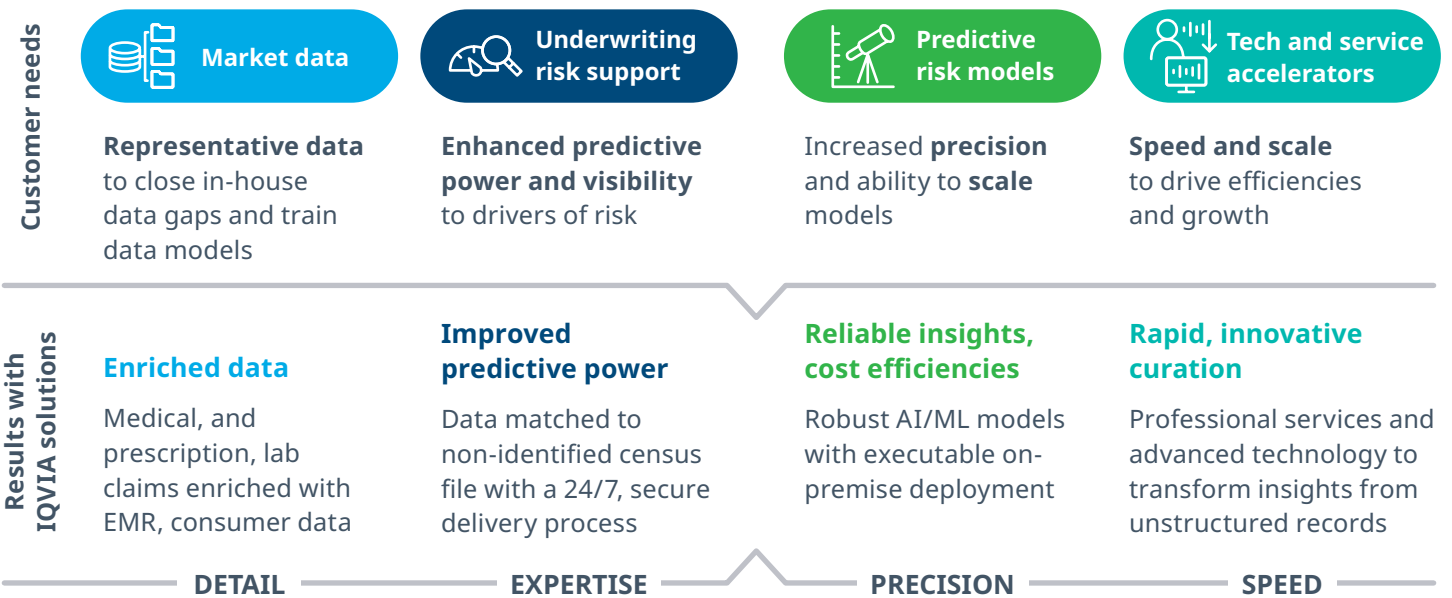 Customer needs
Market data
Underwriting
risk support
Predictive
risk models
Tech and service
accelerators
Representative data
to close in-house
data gaps and train
data models
Enhanced predictive
power and visibility
to drivers of risk
Increased precision
and ability to scale
models
Speed and scale
to drive efficiencies
and growth
Results with
IQVIA solutions
Enriched data
Medical, and
prescription, lab
claims enriched with
EMR, consumer data
Improved
predictive power
Data matched to
non-identified census
file with a 24/7, secure
delivery process
Reliable insights,
cost efficiencies
Robust AI/ML models
with executable on-
premise deployment
Rapid, innovative
curation
Professional services and
advanced technology to
transform insights from
unstructured records
DETAIL
EXPERTISE
PRECISION
SPEED